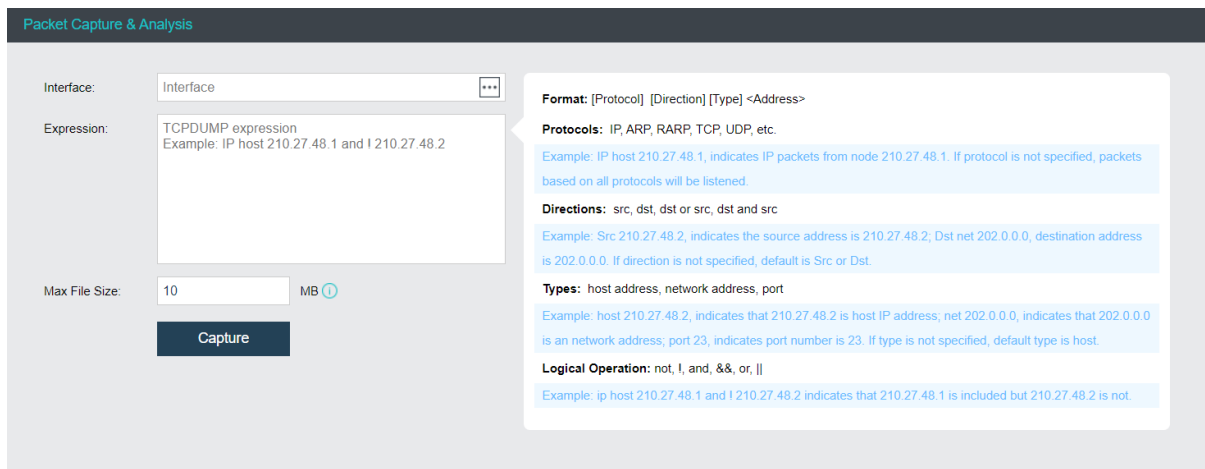 Packet Capture & Analysis
Interface:
Interface
Expression:
TCPDUMP expression
Example: IP host 210.27.48.1 and ! 210.27.48.2
Max File Size:
10
MB
Capture
Format: [Protocol] [Direction] [Type] <Address>
Protocols: IP, ARP, RARP, TCP, UDP, etc.
Example: IP host 210.27.48.1, indicates IP packets from node 210.27.48.1. If protocol is not specified, packets
based on all protocols will be listened.
Directions: src, dst, dst or src, dst and src
Example: Src 210.27.48.2, indicates the source address is 210.27.48.2; Dst net 202.0.0.0, destination address
is 202.0.0.0. If direction is not specified, default is Src or Dst.
Types: host address, network address, port
Example: host 210.27.48.2, indicates that 210.27.48.2 is host IP address; net 202.0.0.0, indicates that 202.0.0.0
is an network address; port 23, indicates port number is 23. If type is not specified, default type is host.
Logical Operation: not, !, and, &&, or, ||
Example: ip host 210.27.48.1 and ! 210.27.48.2 indicates that 210.27.48.1 is included but 210.27.48.2 is not.